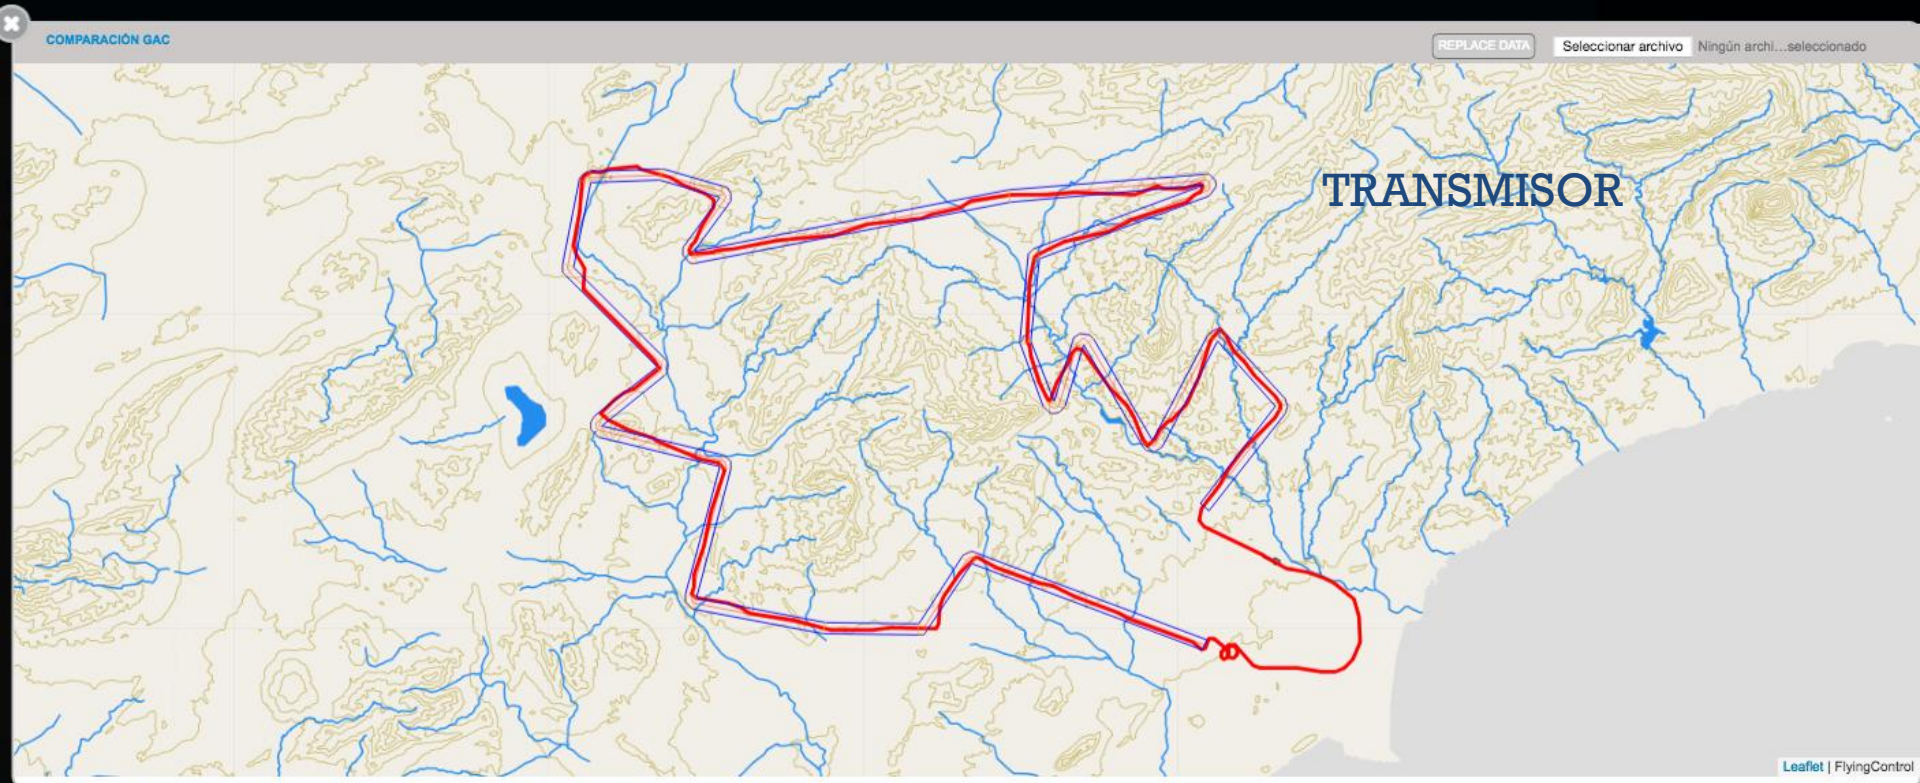 COMPARACIÓN GAC
REPLACE DATA Seleccionar archivo Ningún archi...seleccionado
TRANSMISOR
Leaflet | FlyingControl